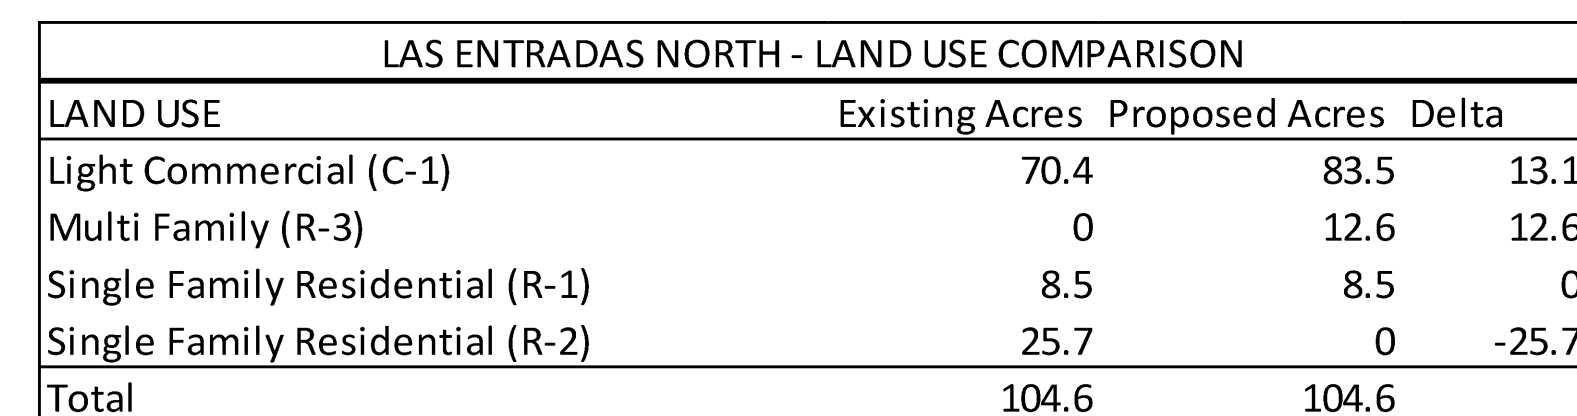 LAS ENTRADAS NORTH - LAND USE COMPARISON
LAND USE Existing Acres Proposed Acres Delta
Light Commercial (C-1) 70.4 83.5 13.1
Multi Family (R-3) 0 12.6 12.6
Single Family Residential (R-1) 8.5 8.5 0
Single Family Residential (R-2) 25.7 0 -25.7
Total 104.6 104.6